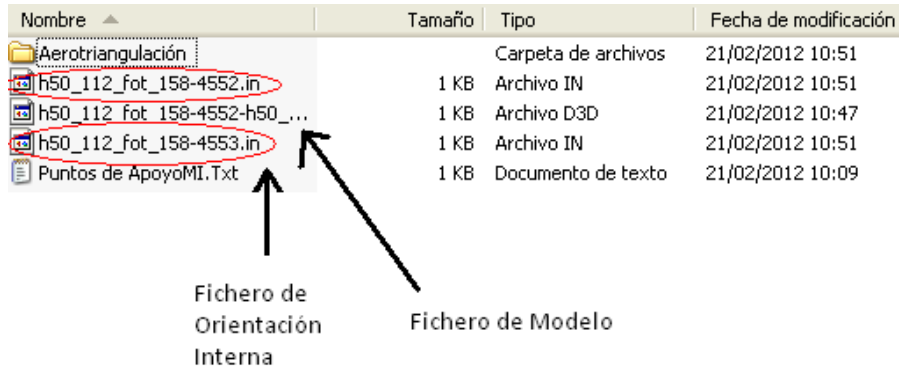 Nombre Tamaño Tipo Fecha de modificación
Aerotriangulación Carpeta de archivos 21/02/2012 10:51
h50_112_fot_158-4552.in 1 KB Archivo IN 21/02/2012 10:51
h50_112_fot_158-4552-h50_... 1 KB Archivo D3D 21/02/2012 10:47
h50_112_fot_158-4553.in 1 KB Archivo IN 21/02/2012 10:51
Puntos de ApoyoMI.Txt 1 KB Documento de texto 21/02/2012 10:09
Fichero de
Orientación
Interna
Fichero de Modelo